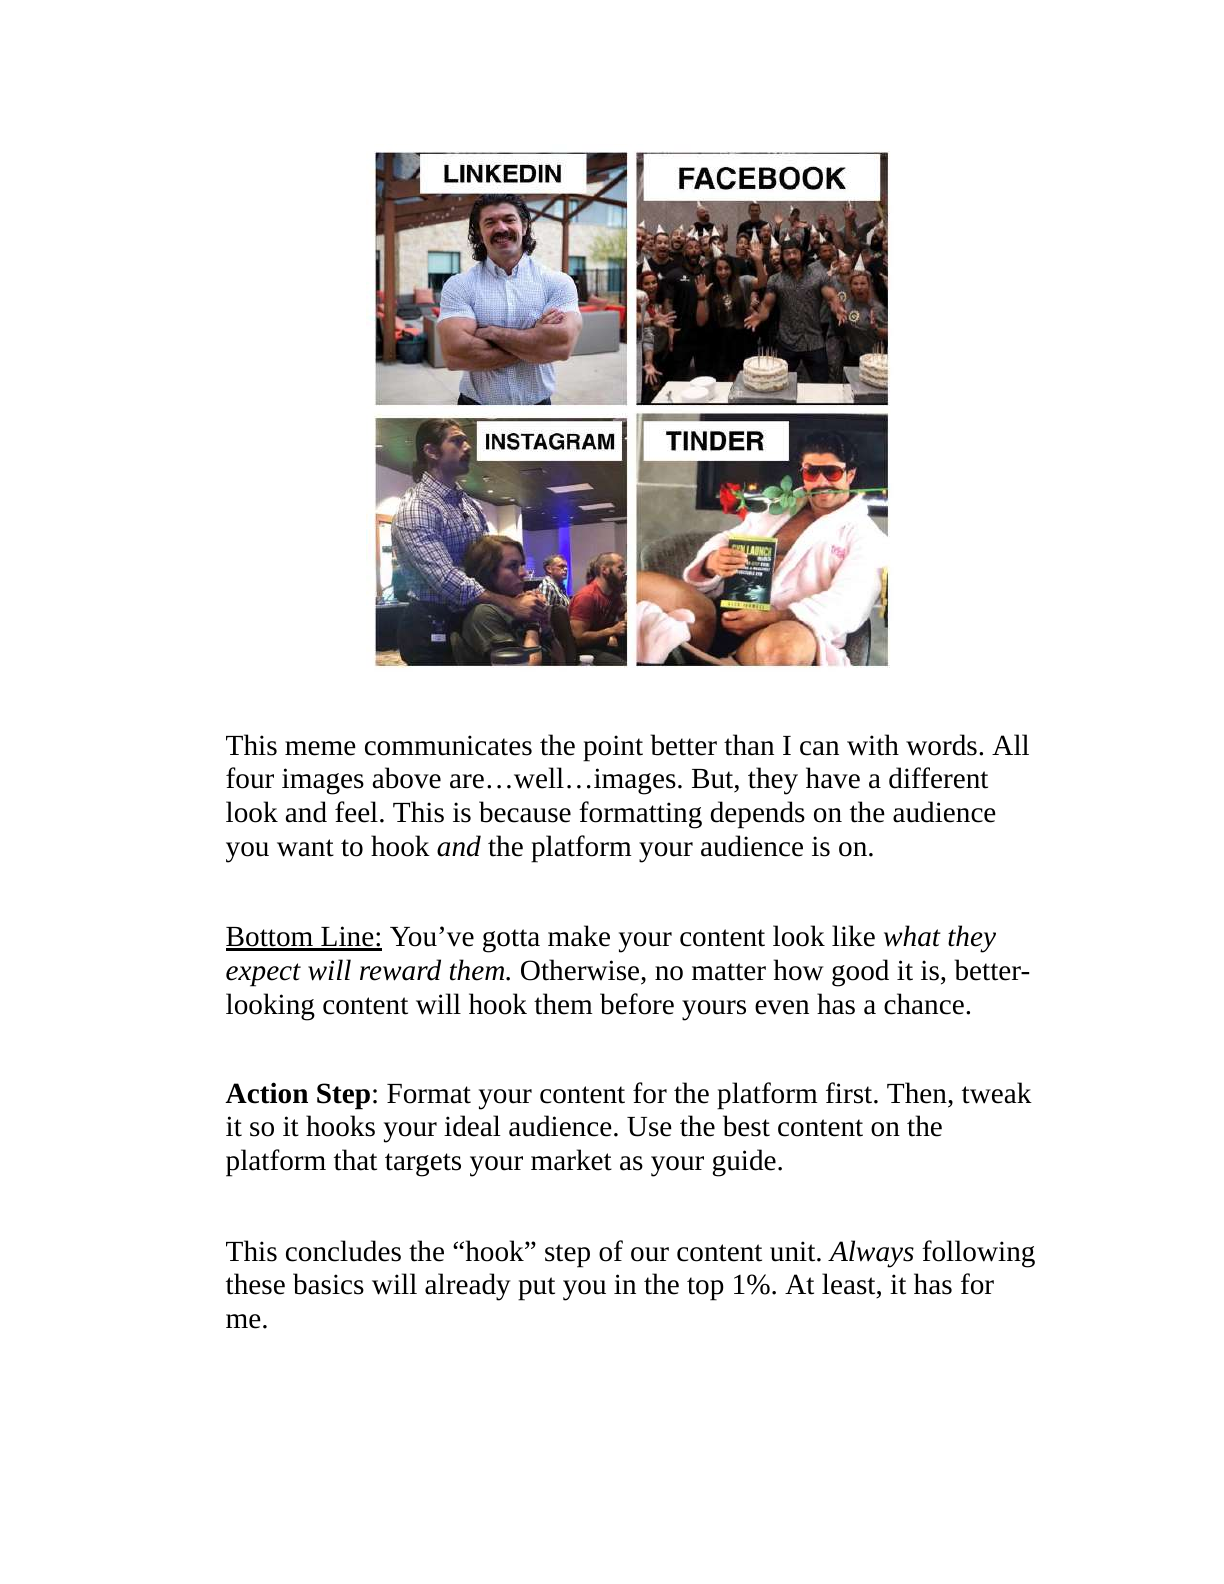 LINKEDIN
FACEBOOK
INSTAGRAM
TINDER
GYM LAUNCH
This meme communicates the point better than I can with words. All
four images above are…well…images. But, they have a different
look and feel. This is because formatting depends on the audience
you want to hook and the platform your audience is on.
Bottom Line: You’ve gotta make your content look like what they
expect will reward them. Otherwise, no matter how good it is, better-
looking content will hook them before yours even has a chance.
Action Step: Format your content for the platform first. Then, tweak
it so it hooks your ideal audience. Use the best content on the
platform that targets your market as your guide.
This concludes the “hook” step of our content unit. Always following
these basics will already put you in the top 1%. At least, it has for
me.